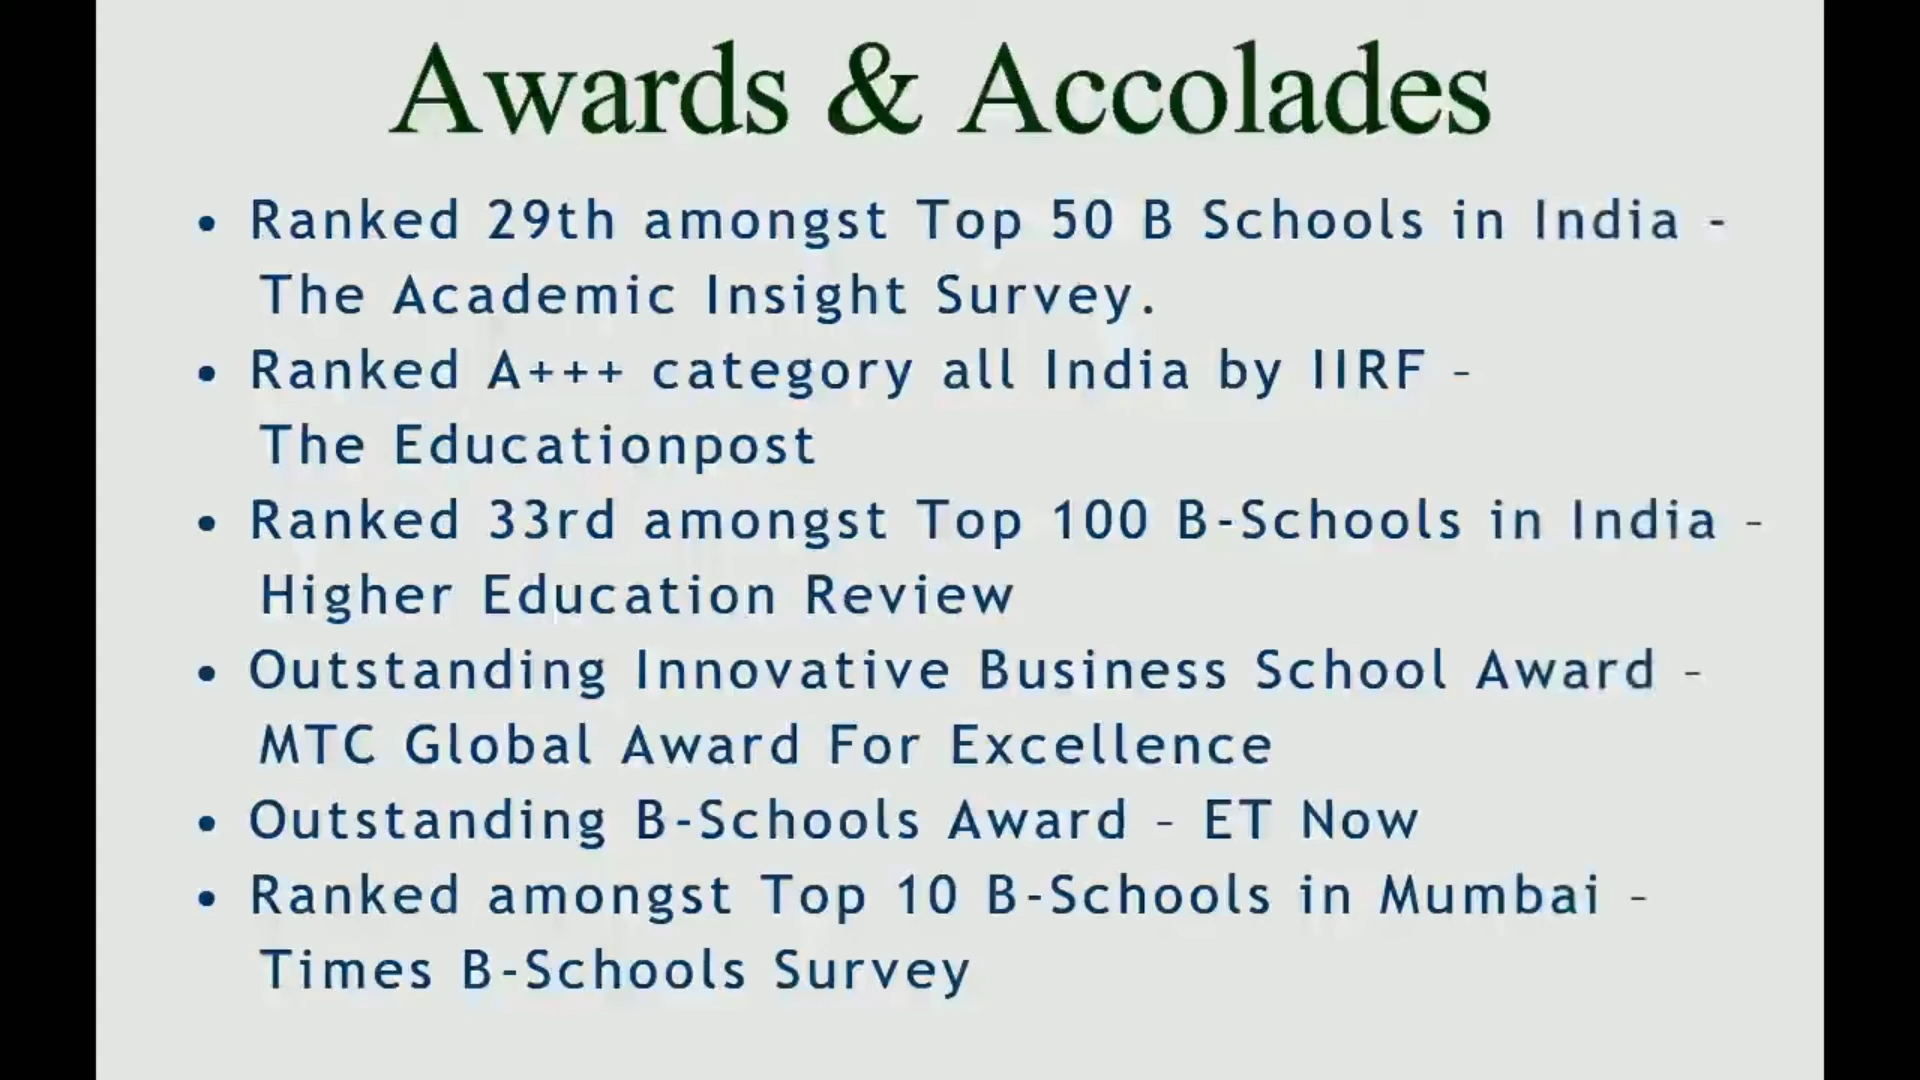 Awards & Accolades
• Ranked 29th amongst Top 50 B Schools in India -
The Academic Insight Survey.
• Ranked A+++ category all India by IIRF –
The Educationpost
• Ranked 33rd amongst Top 100 B-Schools in India –
Higher Education Review
• Outstanding Innovative Business School Award –
MTC Global Award For Excellence
• Outstanding B-Schools Award – ET Now
• Ranked amongst Top 10 B-Schools in Mumbai –
Times B-Schools Survey